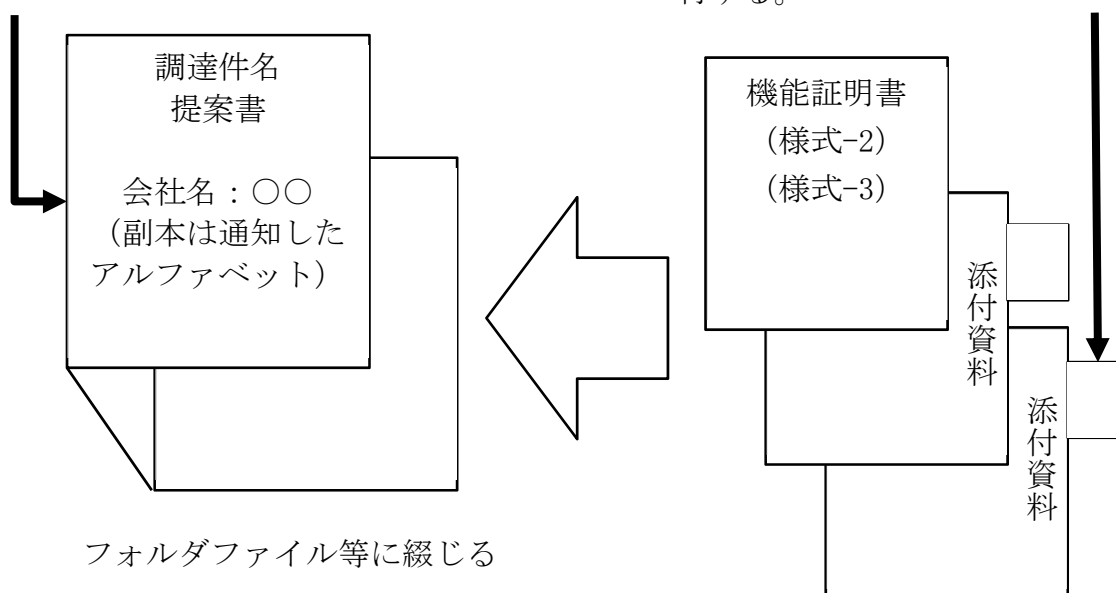 調達件名
提案書
会社名：○○
（副本は通知した
アルファベット）
機能証明書
（様式−2）
（様式−3）
添付資料
添付資料
フォルダファイル等に綴じる